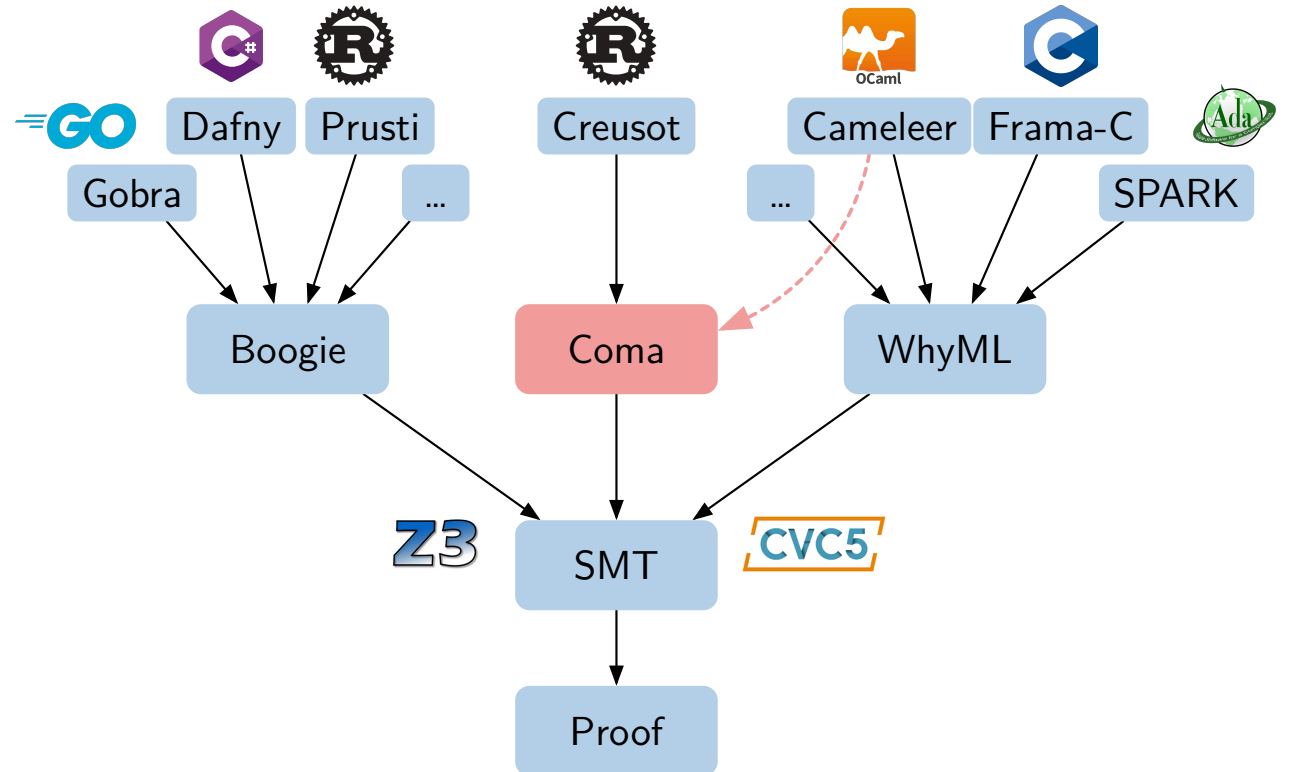 C#
R
R
OCaml
C
GO
Dafny
Prusti
Creusot
Cameleer
Frama-C
Ada
Gobra
...
...
SPARK
Boogie
Coma
WhyML
Z3
SMT
CVC5
Proof